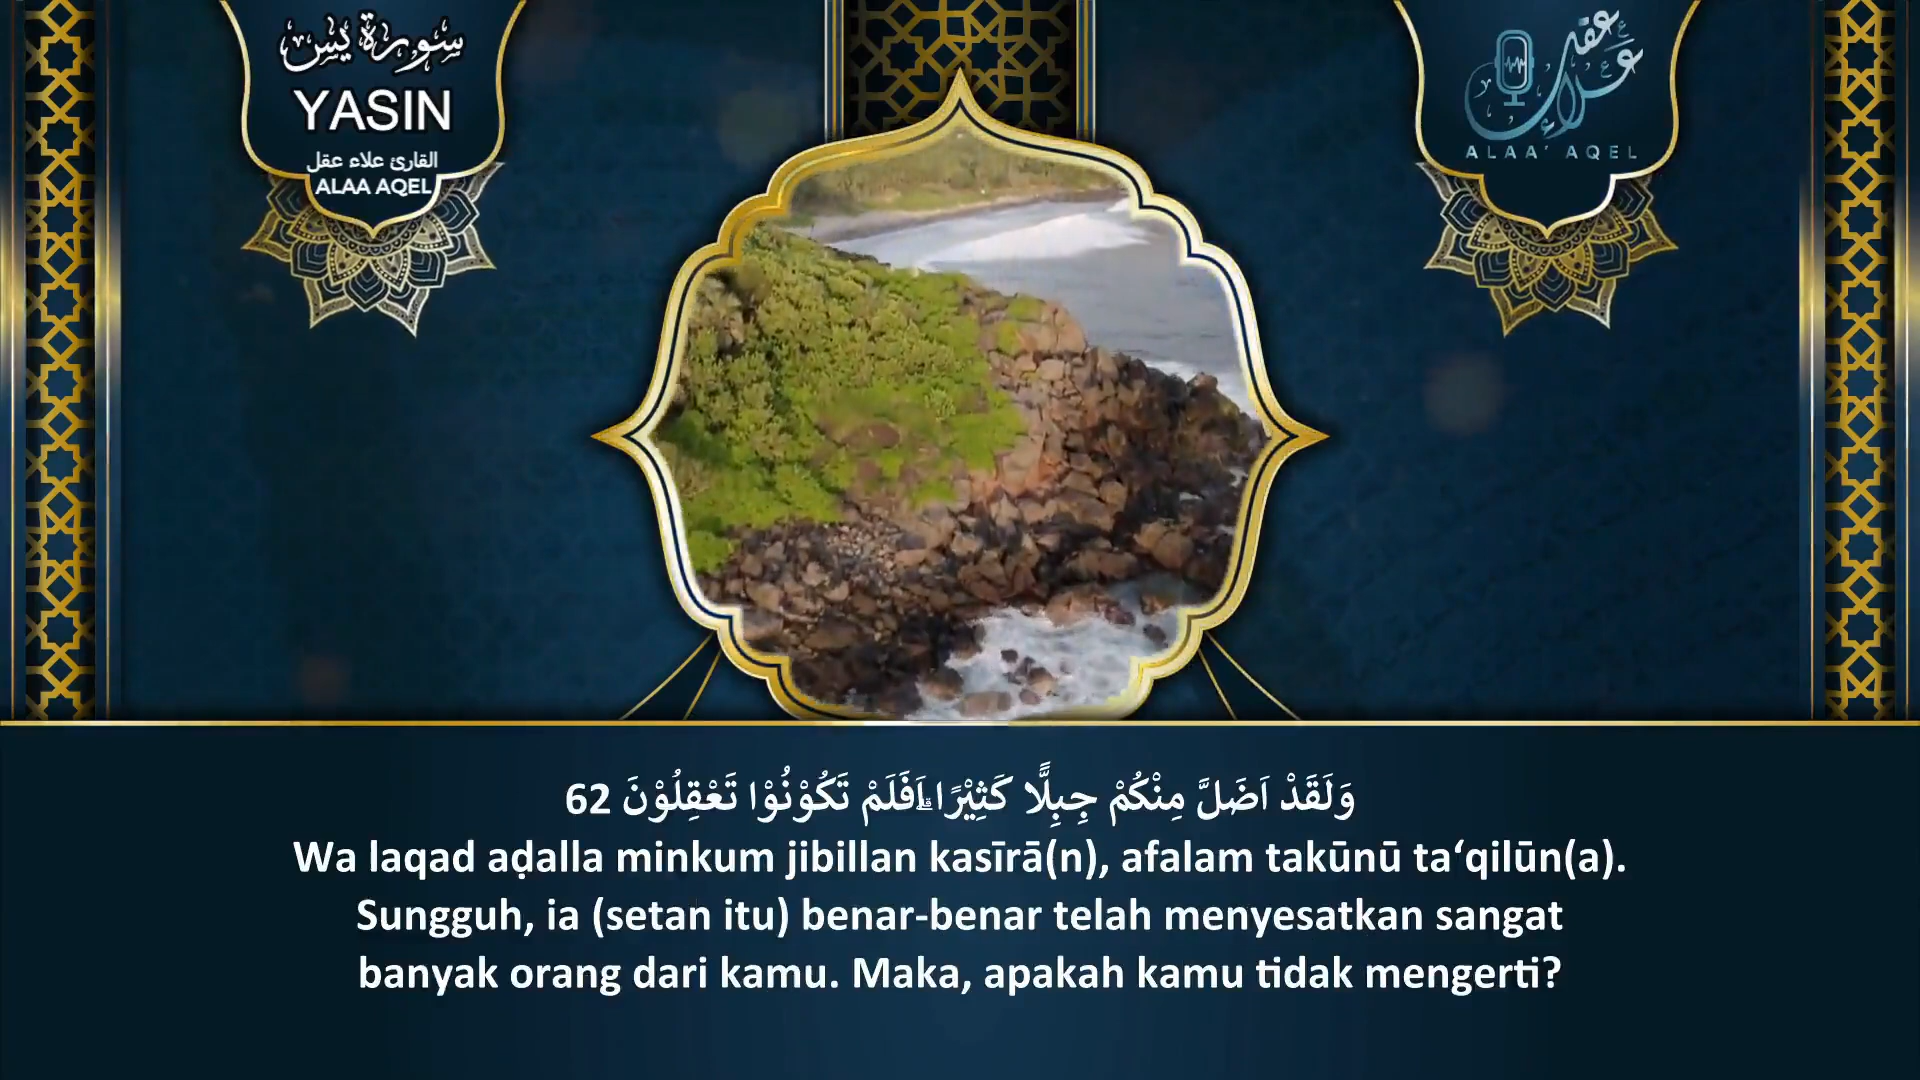 سورة يس
YASIN
القارئ علاء عقل
ALAA AQEL
علاء عقل
ALAA' AQEL
وَلَقَدْ اَضَلَّ مِنْكُمْ جِبِلًّا كَثِيْرًاۗ اَفَلَمْ تَكُوْنُوْا تَعْقِلُوْنَ 62
Wa laqad aḍalla minkum jibillan kasīrā(n), afalam takūnū ta‘qilūn(a).
Sungguh, ia (setan itu) benar-benar telah menyesatkan sangat
banyak orang dari kamu. Maka, apakah kamu tidak mengerti?